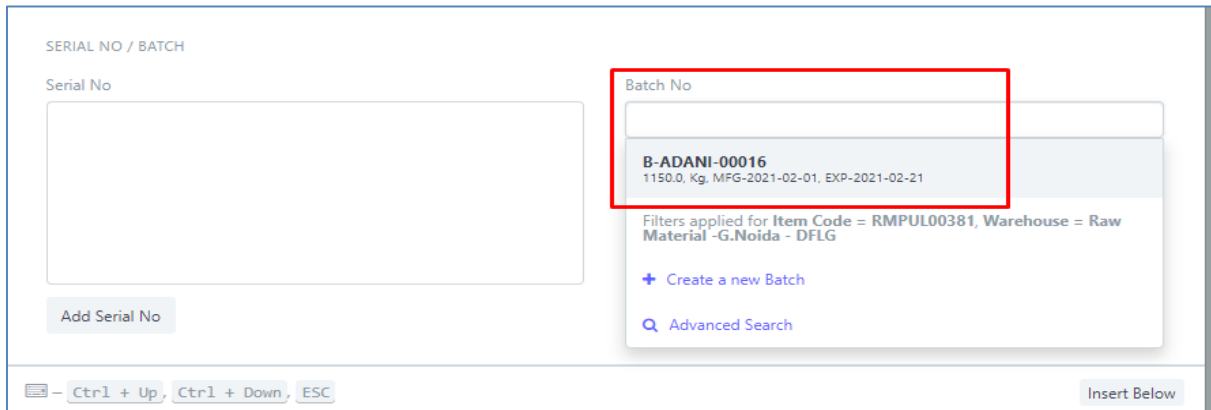 SERIAL NO / BATCH
Serial No
Batch No
B-ADANI-00016
1150.0, Kg, MFG-2021-02-01, EXP-2021-02-21
Filters applied for Item Code = RMPUL00381, Warehouse = Raw
Material -G.Noida - DFLG
+ Create a new Batch
Advanced Search
Add Serial No
– Ctrl + Up, Ctrl + Down, ESC
Insert Below